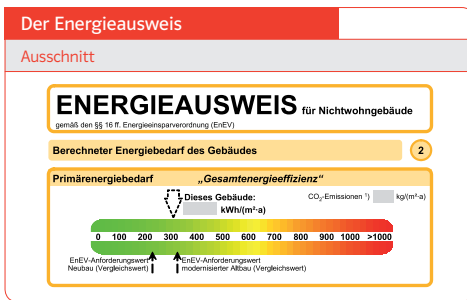 Der Energieausweis
Ausschnitt
ENERGIEAUSWEIS für Nichtwohngebäude
gemäß den §§ 16 ff. Energieeinsparverordnung (EnEV)
Berechneter Energiebedarf des Gebäudes 2
Primärenergiebedarf „Gesamtenergieeffizienz“
Dieses Gebäude: CO₂-Emissionen ¹) kg/(m²·a)
kWh/(m²·a)
0 100 200 300 400 500 600 700 800 900 1000 >1000
EnEV-Anforderungswert EnEV-Anforderungswert
Neubau (Vergleichswert) modernisierter Altbau (Vergleichswert)